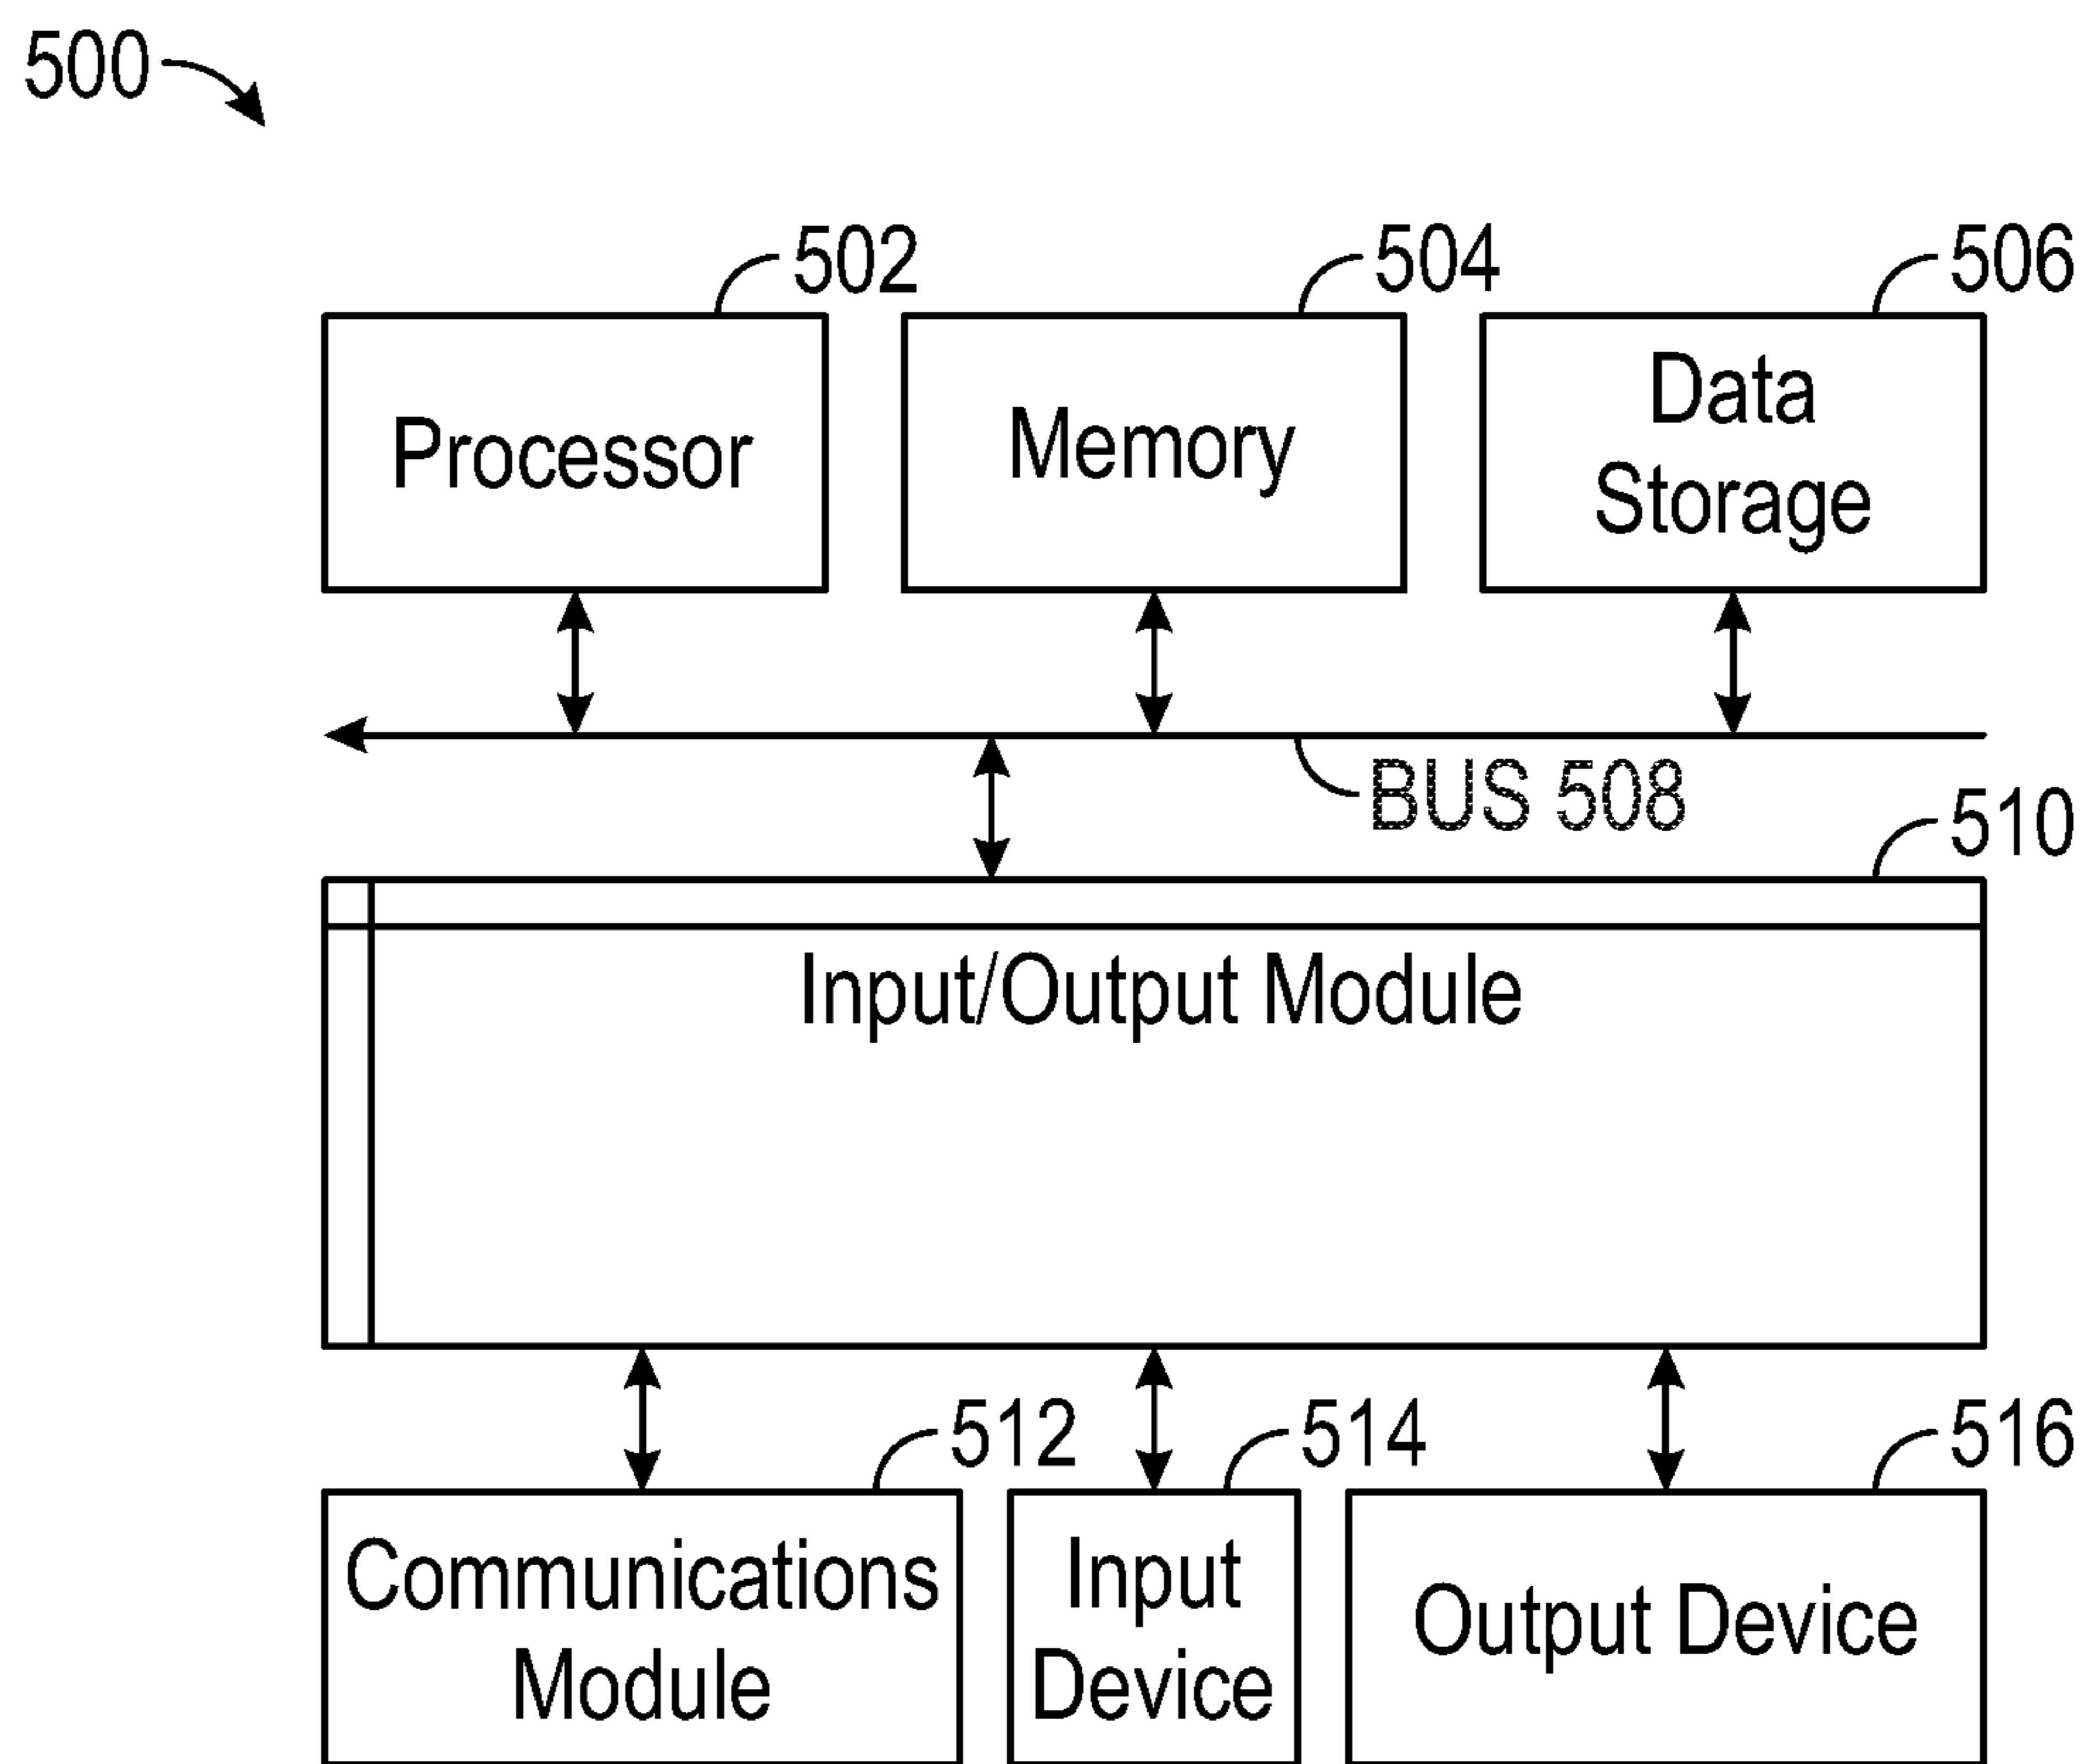 500
502
504
506
Processor
Memory
Data
Storage
BUS 508
510
Input/Output Module
512
514
516
Communications
Module
Input
Device
Output Device